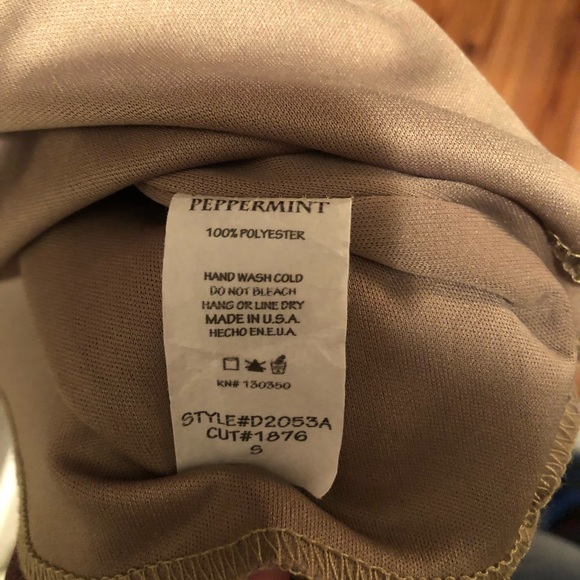 PEPPERMINT
100% POLYESTER
HAND WASH COLD
DO NOT BLEACH
HANG OR LINE DRY
MADE IN U.S.A.
HECHO EN E.U.A.
RN# 130350
STYLE#D2053A
CUT#1876
S